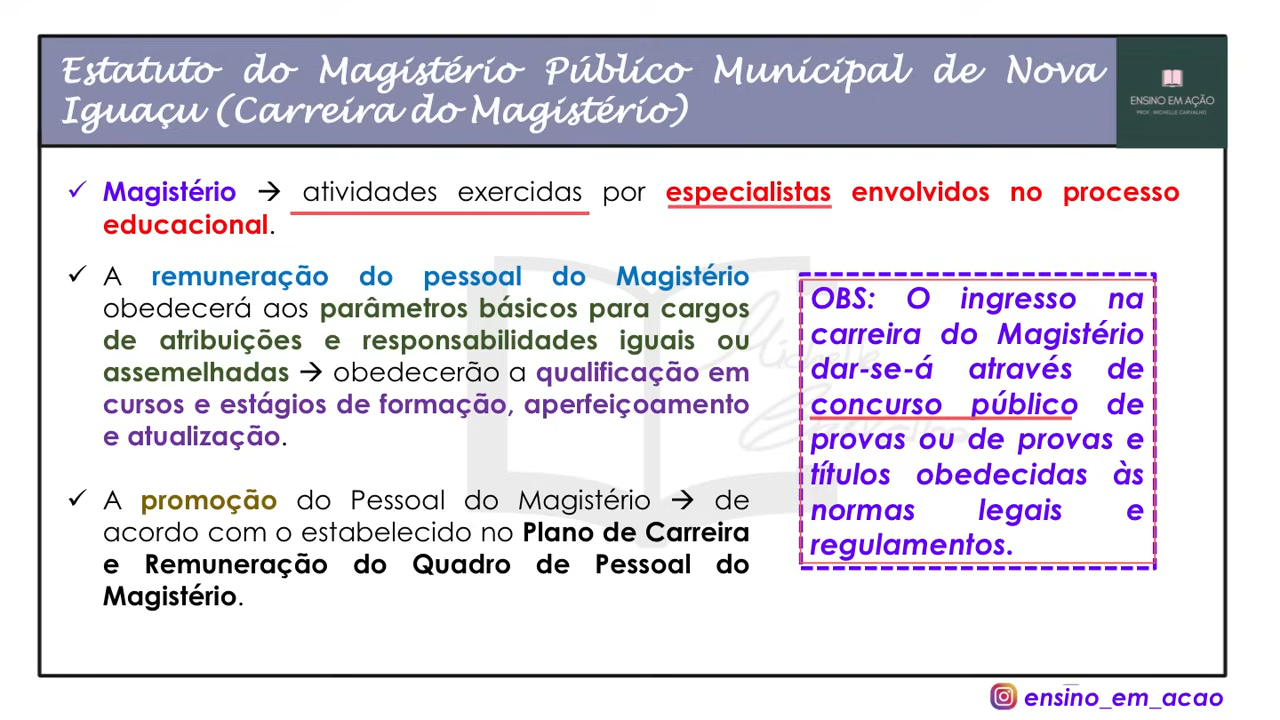 Estatuto do Magistério Público Municipal de Nova
Iguaçu (Carreira do Magistério)
ENSINO EM AÇÃO
PROF. MICHELLE CARVALHO
✓ Magistério → atividades exercidas por especialistas envolvidos no processo
educacional.
✓ A remuneração do pessoal do Magistério
obedecerá aos parâmetros básicos para cargos
de atribuições e responsabilidades iguais ou
assemelhadas → obedecerão a qualificação em
cursos e estágios de formação, aperfeiçoamento
e atualização.
✓ A promoção do Pessoal do Magistério → de
acordo com o estabelecido no Plano de Carreira
e Remuneração do Quadro de Pessoal do
Magistério.
OBS: O ingresso na
carreira do Magistério
dar-se-á através de
concurso público de
provas ou de provas e
títulos obedecidas às
normas legais e
regulamentos.
Michelle
Carvalho
ensino_em_acao